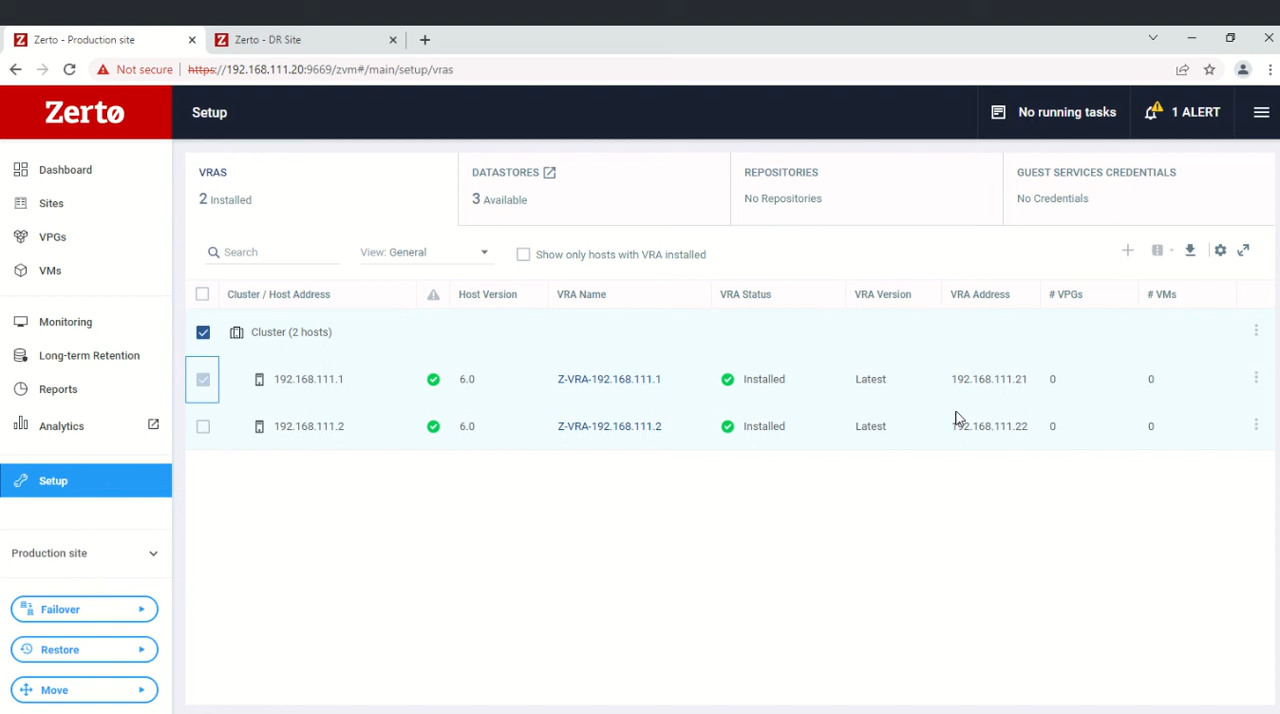 Zerto - Production site
Zerto - DR Site
Not secure
https://192.168.111.20:9669/zvm#/main/setup/vras
Zerto
Setup
No running tasks
1 ALERT
Dashboard
Sites
VPGs
VMs
Monitoring
Long-term Retention
Reports
Analytics
Setup
Production site
Failover
Restore
Move
VRAS
2 Installed
DATASTORES
3 Available
REPOSITORIES
No Repositories
GUEST SERVICES CREDENTIALS
No Credentials
Search
View: General
Show only hosts with VRA installed
Cluster / Host Address Host Version VRA Name VRA Status VRA Version VRA Address # VPGs # VMs
Cluster (2 hosts)
192.168.111.1 6.0 Z-VRA-192.168.111.1 Installed Latest 192.168.111.21 0 0
192.168.111.2 6.0 Z-VRA-192.168.111.2 Installed Latest 192.168.111.22 0 0